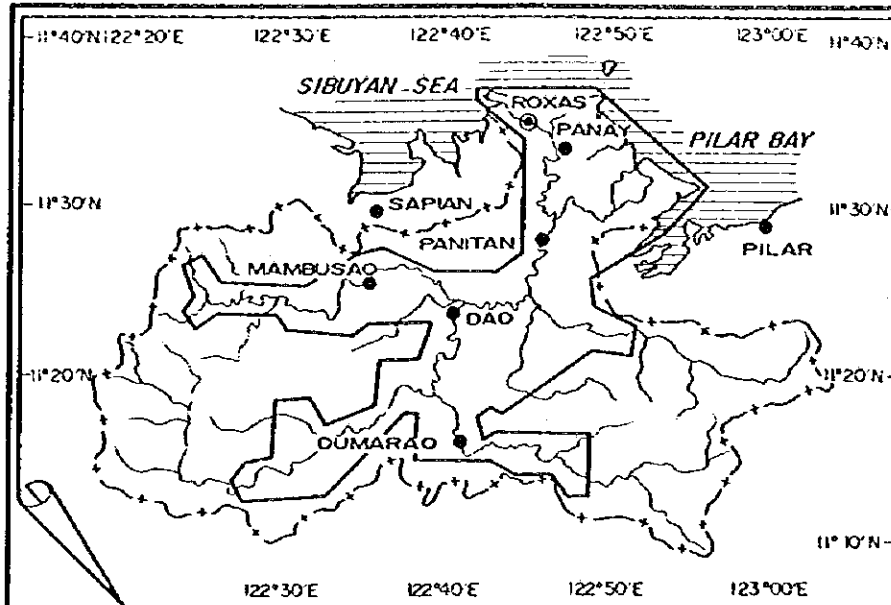 11°40'N 122°20'E 122°30'E 122°40'E 122°50'E 123°00'E 11°40'N
SIBUYAN SEA
ROXAS
PANAY
PILAR BAY
11°30'N
SAPIAN
11°30'N
PANITAN
PILAR
MAMBUSAO
DAO
11°20'N
11°20'N
DUMARAO
11°10'N
122°30'E 122°40'E 122°50'E 123°00'E